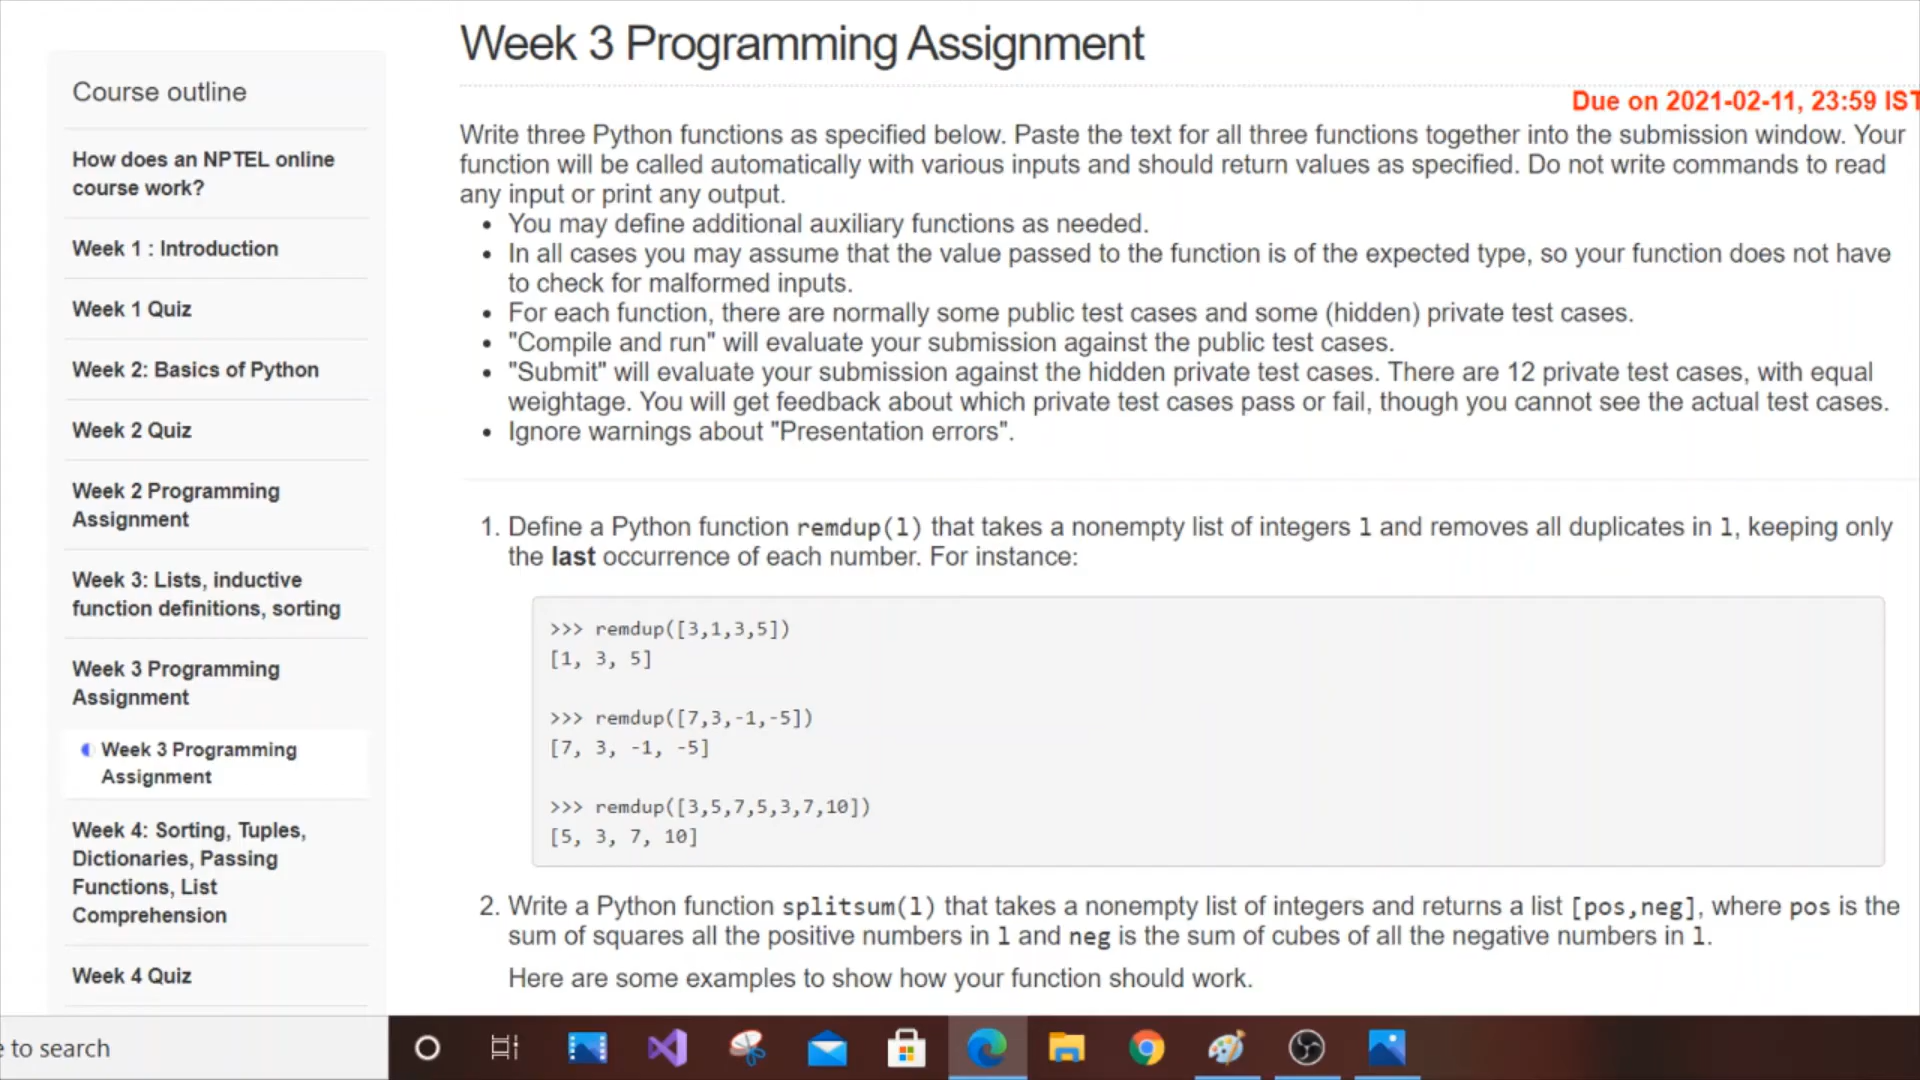 Course outline
How does an NPTEL online
course work?
Week 1 : Introduction
Week 1 Quiz
Week 2: Basics of Python
Week 2 Quiz
Week 2 Programming
Assignment
Week 3: Lists, inductive
function definitions, sorting
Week 3 Programming
Assignment
Week 3 Programming
Assignment
Week 4: Sorting, Tuples,
Dictionaries, Passing
Functions, List
Comprehension
Week 4 Quiz
Week 3 Programming Assignment
Due on 2021-02-11, 23:59 IST
Write three Python functions as specified below. Paste the text for all three functions together into the submission window. Your
function will be called automatically with various inputs and should return values as specified. Do not write commands to read
any input or print any output.
• You may define additional auxiliary functions as needed.
• In all cases you may assume that the value passed to the function is of the expected type, so your function does not have
to check for malformed inputs.
• For each function, there are normally some public test cases and some (hidden) private test cases.
• "Compile and run" will evaluate your submission against the public test cases.
• "Submit" will evaluate your submission against the hidden private test cases. There are 12 private test cases, with equal
weightage. You will get feedback about which private test cases pass or fail, though you cannot see the actual test cases.
• Ignore warnings about "Presentation errors".
1. Define a Python function remdup(l) that takes a nonempty list of integers l and removes all duplicates in l, keeping only
the last occurrence of each number. For instance:
>>> remdup([3,1,3,5])
[1, 3, 5]
>>> remdup([7,3,-1,-5])
[7, 3, -1, -5]
>>> remdup([3,5,7,5,3,7,10])
[5, 3, 7, 10]
2. Write a Python function splitsum(l) that takes a nonempty list of integers and returns a list [pos,neg], where pos is the
sum of squares all the positive numbers in l and neg is the sum of cubes of all the negative numbers in l.
Here are some examples to show how your function should work.
e to search